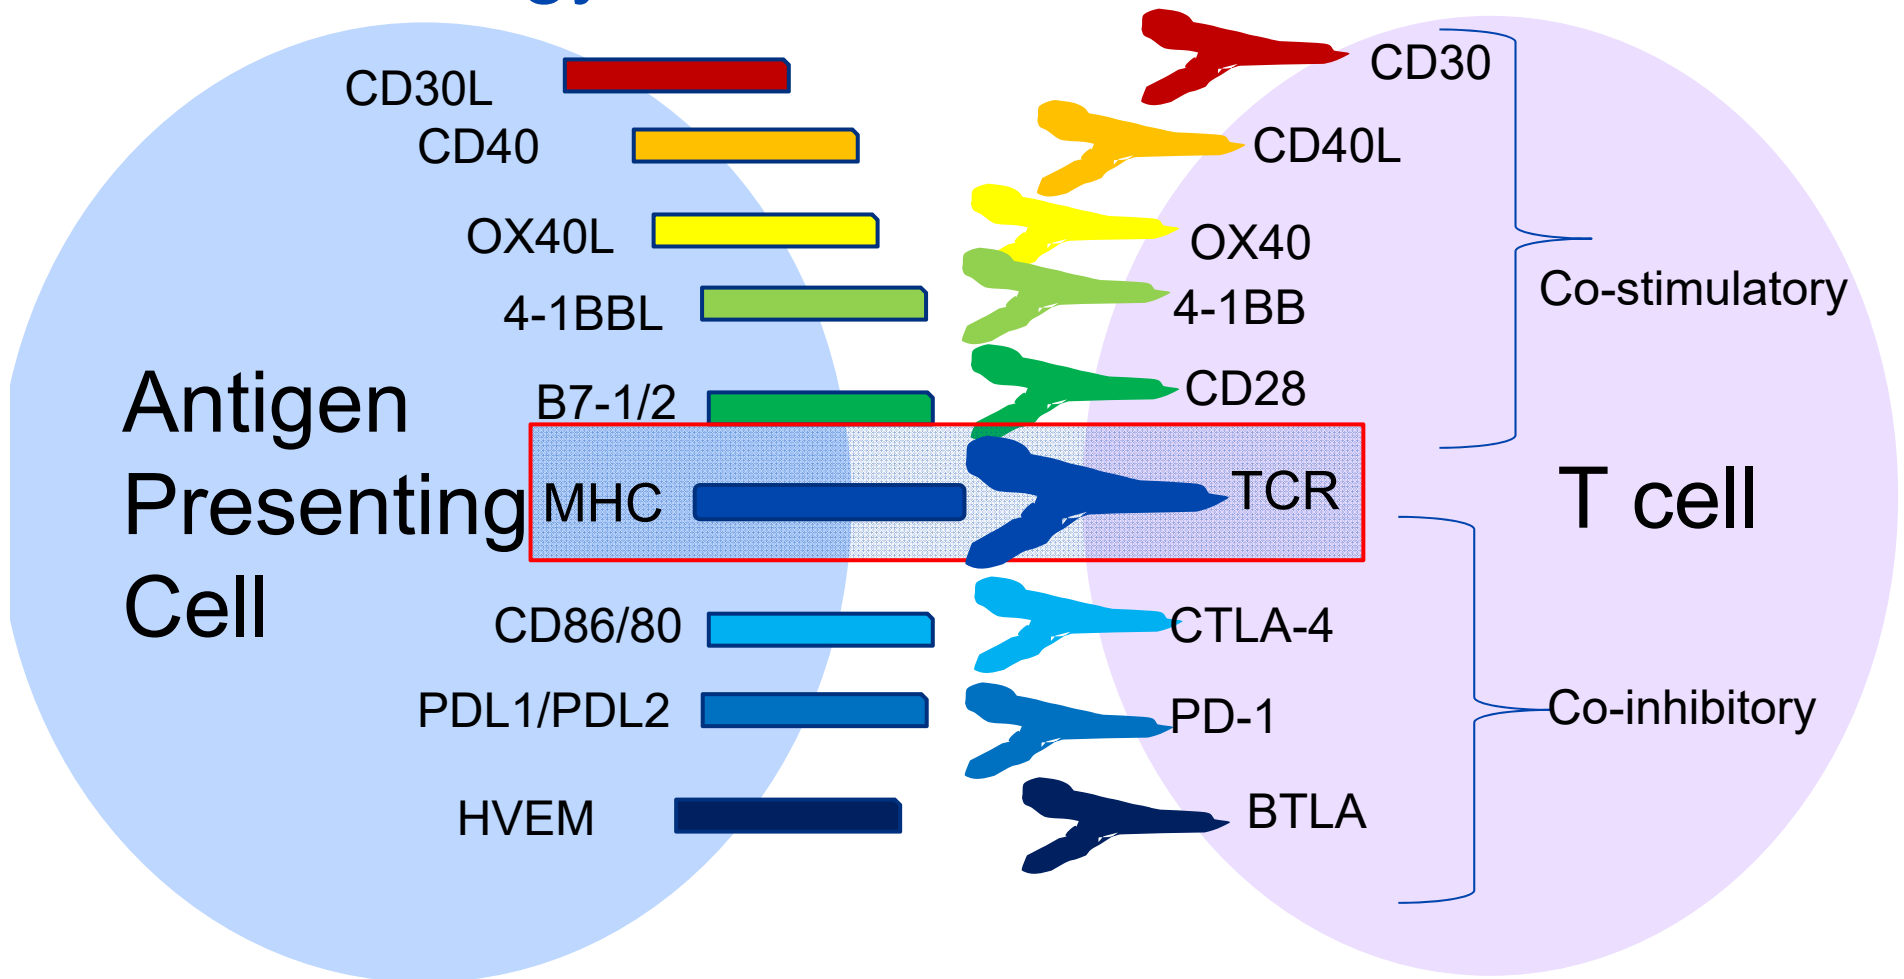 CD30L
CD30
CD40
CD40L
OX40L
OX40
4-1BBL
4-1BB
Co-stimulatory
B7-1/2
CD28
Antigen
Presenting
Cell
MHC
TCR
T cell
CD86/80
CTLA-4
PDL1/PDL2
PD-1
Co-inhibitory
HVEM
BTLA